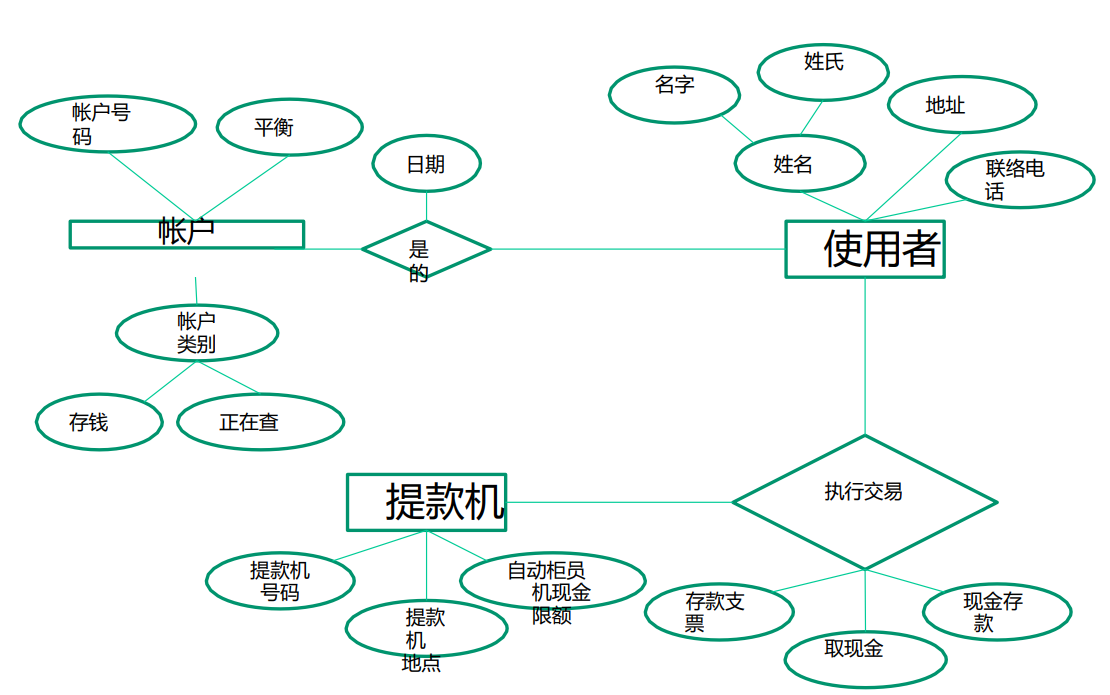 姓氏
名字
帐户号
码
平衡
地址
日期
姓名
联络电
话
帐户
是
的
使用者
帐户
类别
存钱
正在查
提款机
执行交易
提款机
号码
自动柜员
机现金
限额
提款
机
地点
存款支
票
取现金
现金存
款